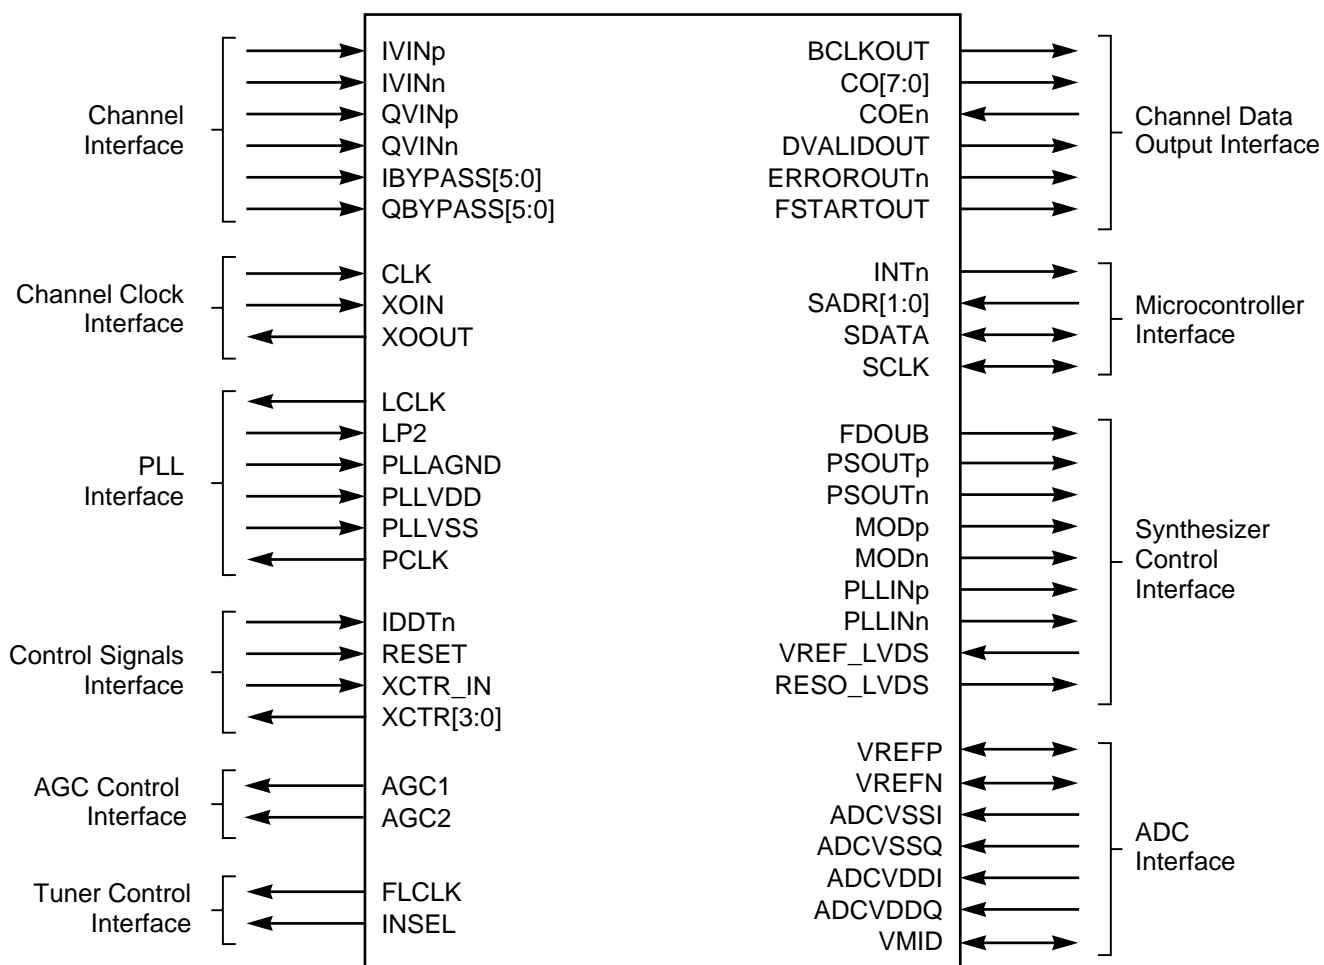 Channel
Interface
IVINp
IVINn
QVINp
QVINn
IBYPASS[5:0]
QBYPASS[5:0]
Channel Clock
Interface
CLK
XOIN
XOOUT
PLL
Interface
LCLK
LP2
PLLAGND
PLLVDD
PLLVSS
PCLK
Control Signals
Interface
IDDTn
RESET
XCTR_IN
XCTR[3:0]
AGC Control
Interface
AGC1
AGC2
Tuner Control
Interface
FLCLK
INSEL
BCLKOUT
CO[7:0]
COEn
DVALIDOUT
ERROROUTn
FSTARTOUT
Channel Data
Output Interface
INTn
SADR[1:0]
SDATA
SCLK
Microcontroller
Interface
FDOUB
PSOUTp
PSOUTn
MODp
MODn
PLLINp
PLLINn
VREF_LVDS
RESO_LVDS
Synthesizer
Control
Interface
VREFP
VREFN
ADCVSSI
ADCVSSQ
ADCVDDI
ADCVDDQ
VMID
ADC
Interface